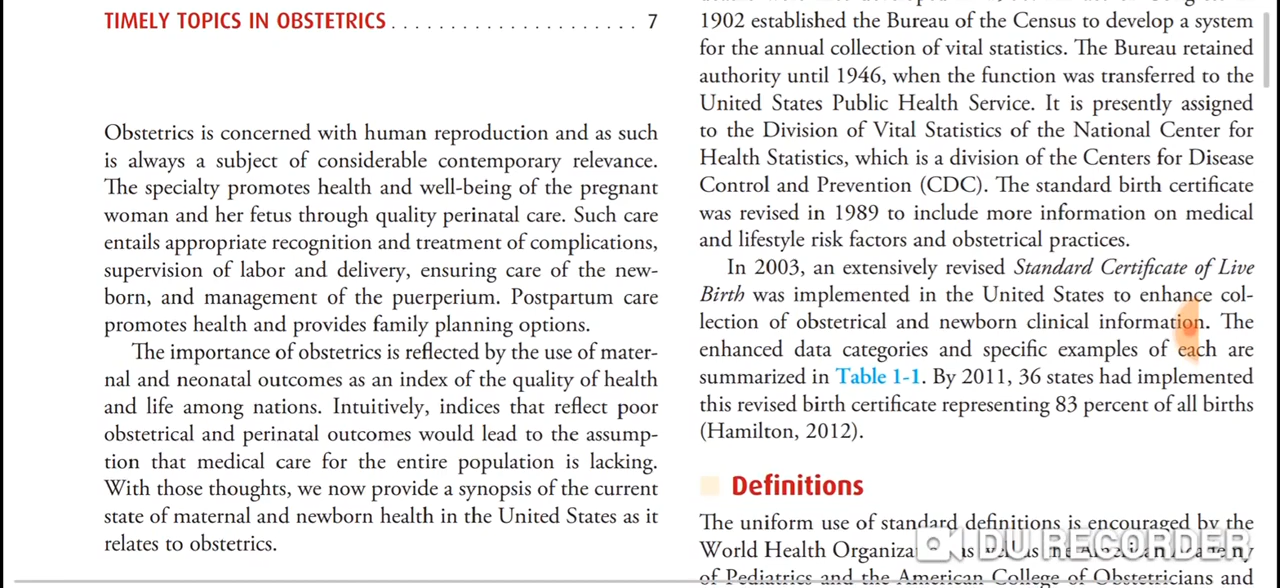 TIMELY TOPICS IN OBSTETRICS . . . . . . . . . . . . . . . . . . . . . . . 7
Obstetrics is concerned with human reproduction and as such
is always a subject of considerable contemporary relevance.
The specialty promotes health and well-being of the pregnant
woman and her fetus through quality perinatal care. Such care
entails appropriate recognition and treatment of complications,
supervision of labor and delivery, ensuring care of the new-
born, and management of the puerperium. Postpartum care
promotes health and provides family planning options.
The importance of obstetrics is reflected by the use of mater-
nal and neonatal outcomes as an index of the quality of health
and life among nations. Intuitively, indices that reflect poor
obstetrical and perinatal outcomes would lead to the assump-
tion that medical care for the entire population is lacking.
With those thoughts, we now provide a synopsis of the current
state of maternal and newborn health in the United States as it
relates to obstetrics.
1902 established the Bureau of the Census to develop a system
for the annual collection of vital statistics. The Bureau retained
authority until 1946, when the function was transferred to the
United States Public Health Service. It is presently assigned
to the Division of Vital Statistics of the National Center for
Health Statistics, which is a division of the Centers for Disease
Control and Prevention (CDC). The standard birth certificate
was revised in 1989 to include more information on medical
and lifestyle risk factors and obstetrical practices.
In 2003, an extensively revised Standard Certificate of Live
Birth was implemented in the United States to enhance col-
lection of obstetrical and newborn clinical information. The
enhanced data categories and specific examples of each are
summarized in Table 1-1. By 2011, 36 states had implemented
this revised birth certificate representing 83 percent of all births
(Hamilton, 2012).
Definitions
The uniform use of standard definitions is encouraged by the
World Health as well as the American Academy
of Pediatrics and the American College of Obstetricians and
DU RECORDER